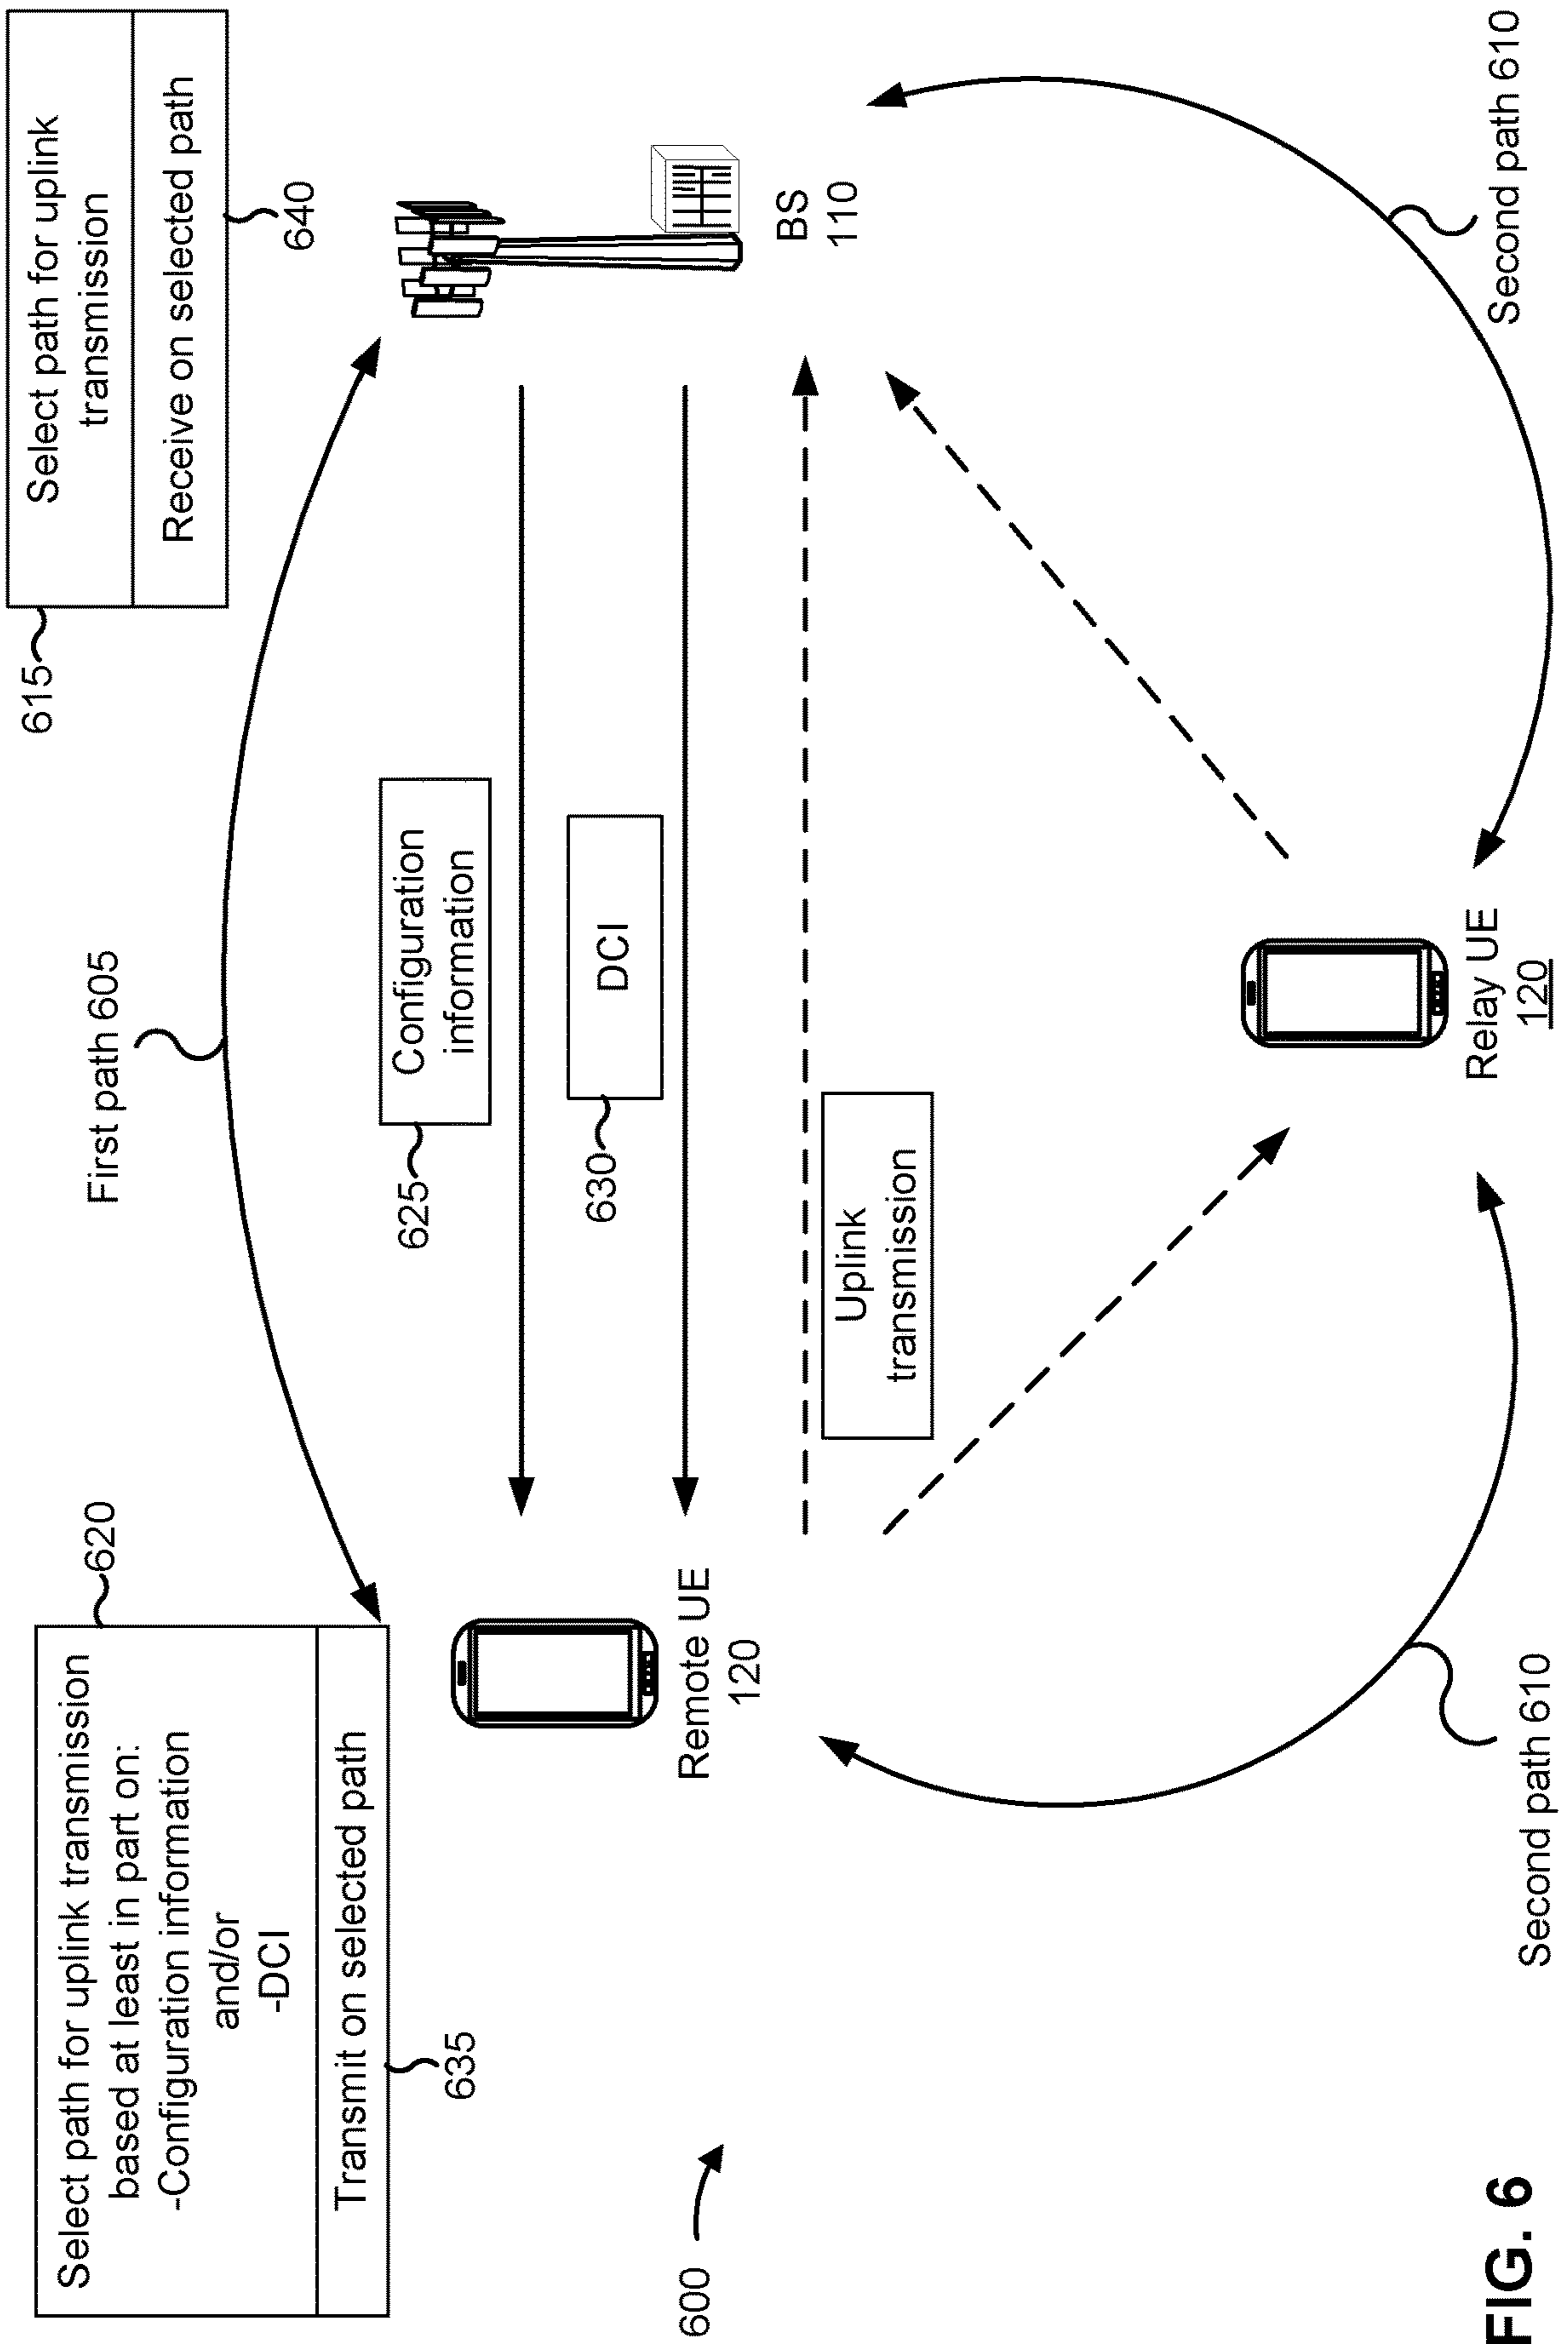 Select path for uplink transmission
based at least in part on:
-Configuration information
and/or
-DCI
620
Transmit on selected path
635
First path 605
Select path for uplink
transmission
615
Receive on selected path
640
Configuration
information
625
DCI
630
Remote UE
120
BS
110
Uplink
transmission
Relay UE
120
Second path 610
Second path 610
600
FIG. 6